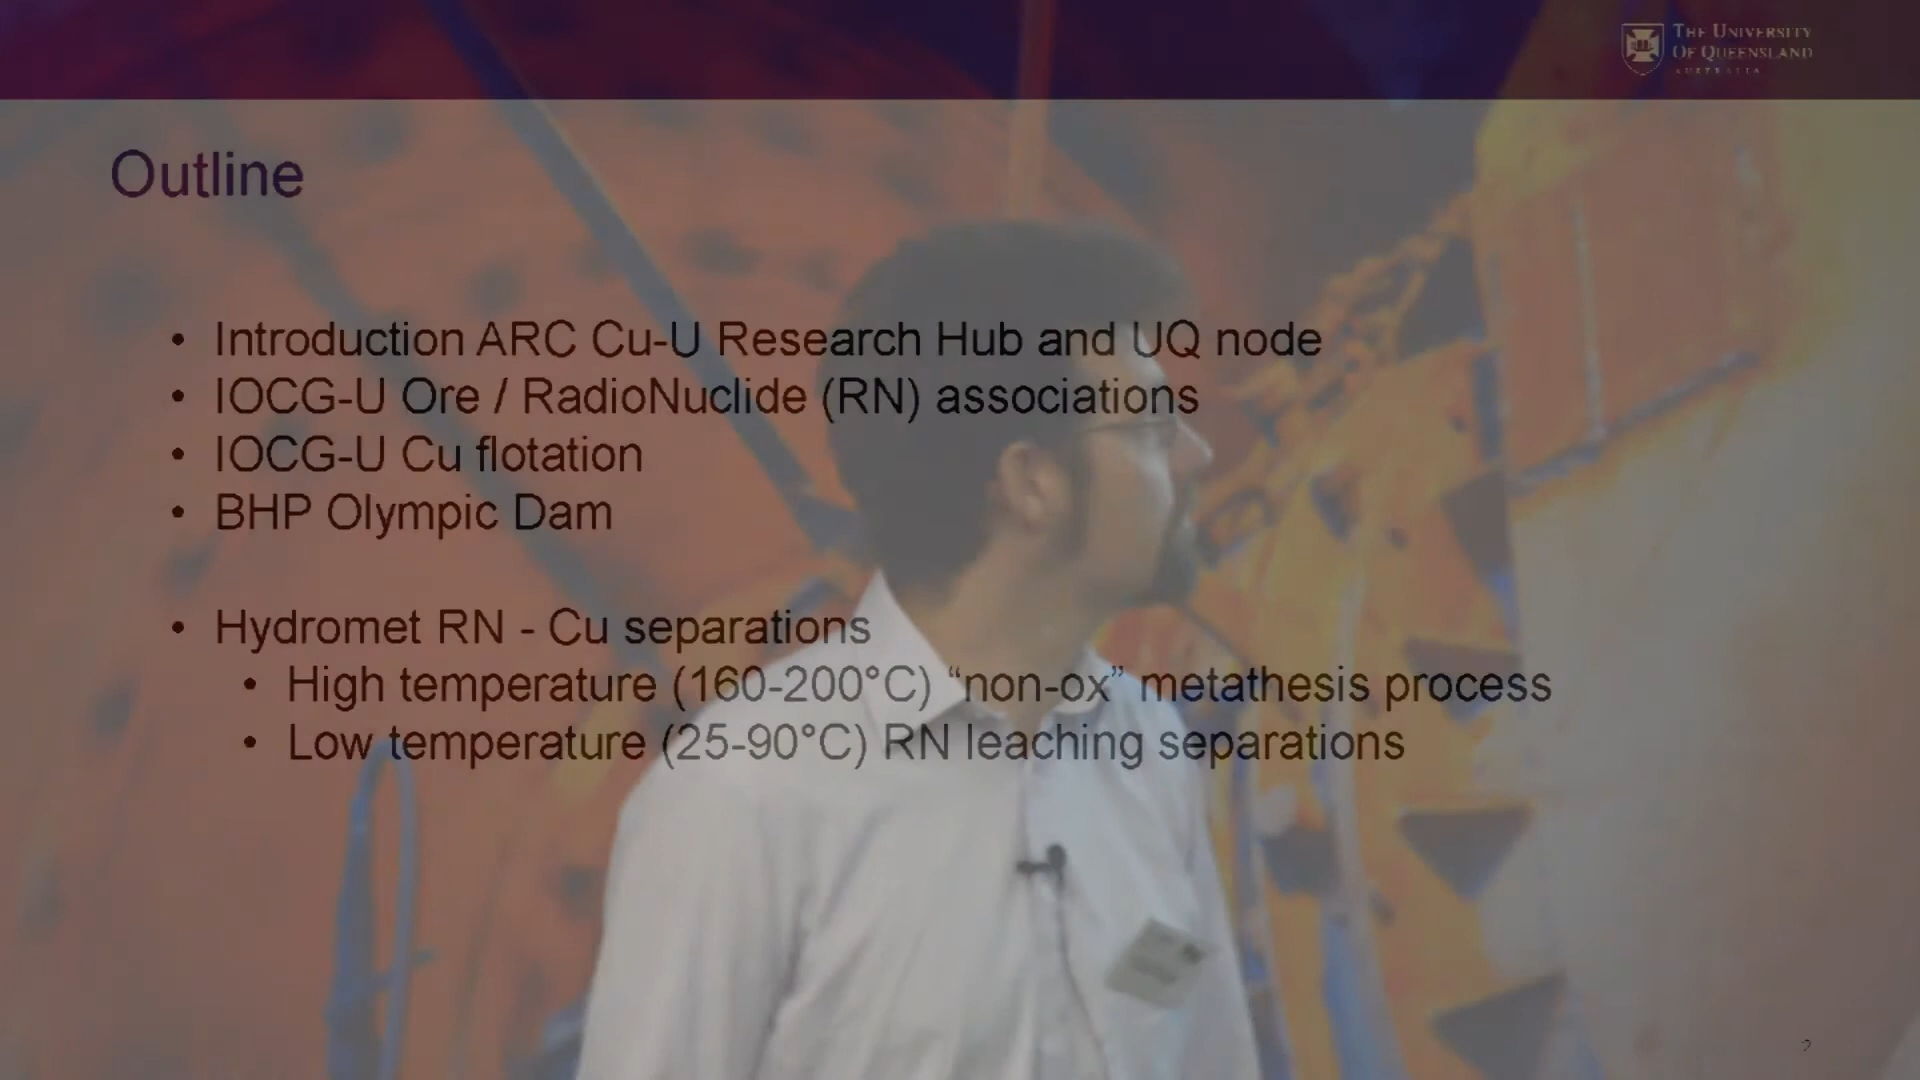 THE UNIVERSITY
OF QUEENSLAND
AUSTRALIA
Outline
• Introduction ARC Cu-U Research Hub and UQ node
• IOCG-U Ore / RadioNuclide (RN) associations
• IOCG-U Cu flotation
• BHP Olympic Dam
• Hydromet RN - Cu separations
• High temperature (160-200°C) “non-ox” metathesis process
• Low temperature (25-90°C) RN leaching separations
2